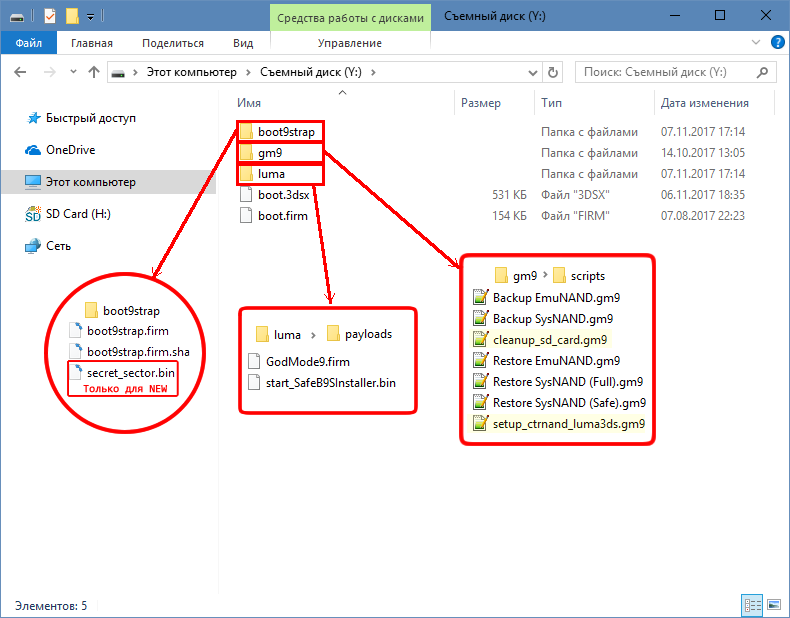 Средства работы с дисками
Съемный диск (Y:)
Файл
Главная
Поделиться
Вид
Управление
Этот компьютер
Съемный диск (Y:)
Поиск: Съемный диск (Y:)
Быстрый доступ
OneDrive
Этот компьютер
SD Card (H:)
Сеть
Имя Размер Тип Дата изменения
boot9strap Папка с файлами 07.11.2017 17:14
gm9 Папка с файлами 14.10.2017 13:05
luma Папка с файлами 07.11.2017 17:14
boot.3dsx 531 КБ Файл "3DSX" 06.11.2017 18:35
boot.firm 154 КБ Файл "FIRM" 07.08.2017 22:23
boot9strap
boot9strap.firm
boot9strap.firm.sha
secret_sector.bin
Только для NEW
luma payloads
GodMode9.firm
start_SafeB9SInstaller.bin
gm9 scripts
Backup EmuNAND.gm9
Backup SysNAND.gm9
cleanup_sd_card.gm9
Restore EmuNAND.gm9
Restore SysNAND (Full).gm9
Restore SysNAND (Safe).gm9
setup_ctrnand_luma3ds.gm9
Элементов: 5